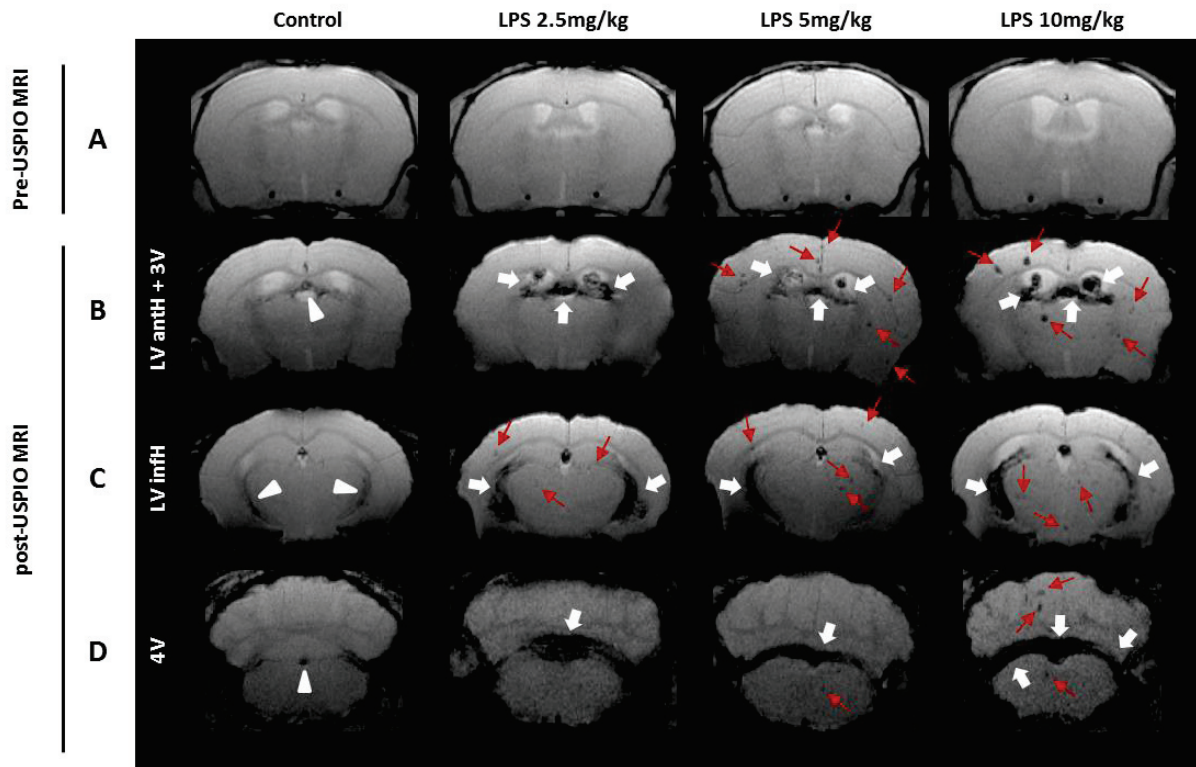 Control
LPS 2.5mg/kg
LPS 5mg/kg
LPS 10mg/kg
Pre-USPIO MRI
A
post-USPIO MRI
B
LV antH + 3V
C
LV infH
D
4V